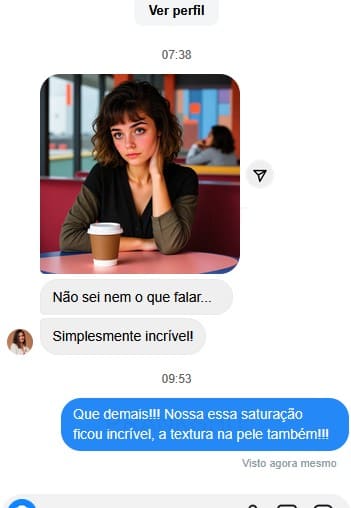 Ver perfil
07:38
Não sei nem o que falar...
Simplesmente incrível!
09:53
Que demais!!! Nossa essa saturação
ficou incrível, a textura na pele também!!!
Visto agora mesmo